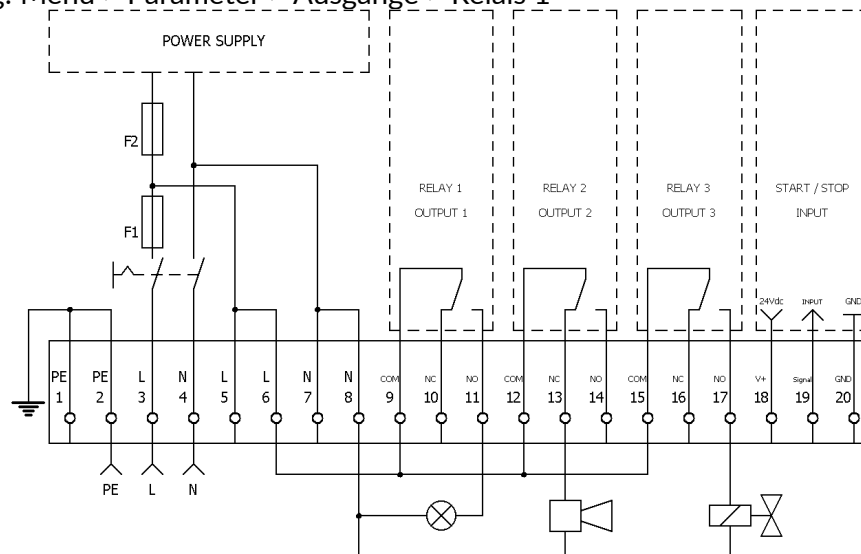 g. Menü > Parameter > Ausgänge > Relais 1
POWER SUPPLY
F2
F1
RELAY 1
OUTPUT 1
RELAY 2
OUTPUT 2
RELAY 3
OUTPUT 3
START / STOP
INPUT
24Vdc INPUT GND
PE PE L N L L N N COM NC NO COM NC NO COM NC NO V+ Signal GND
1 2 3 4 5 6 7 8 9 10 11 12 13 14 15 16 17 18 19 20
PE L N